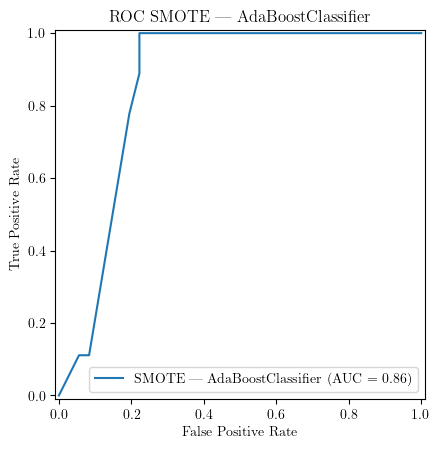 ROC SMOTE — AdaBoostClassifier
1.0
0.8
0.6
0.4
0.2
0.0
True Positive Rate
SMOTE — AdaBoostClassifier (AUC = 0.86)
0.0 0.2 0.4 0.6 0.8 1.0
False Positive Rate